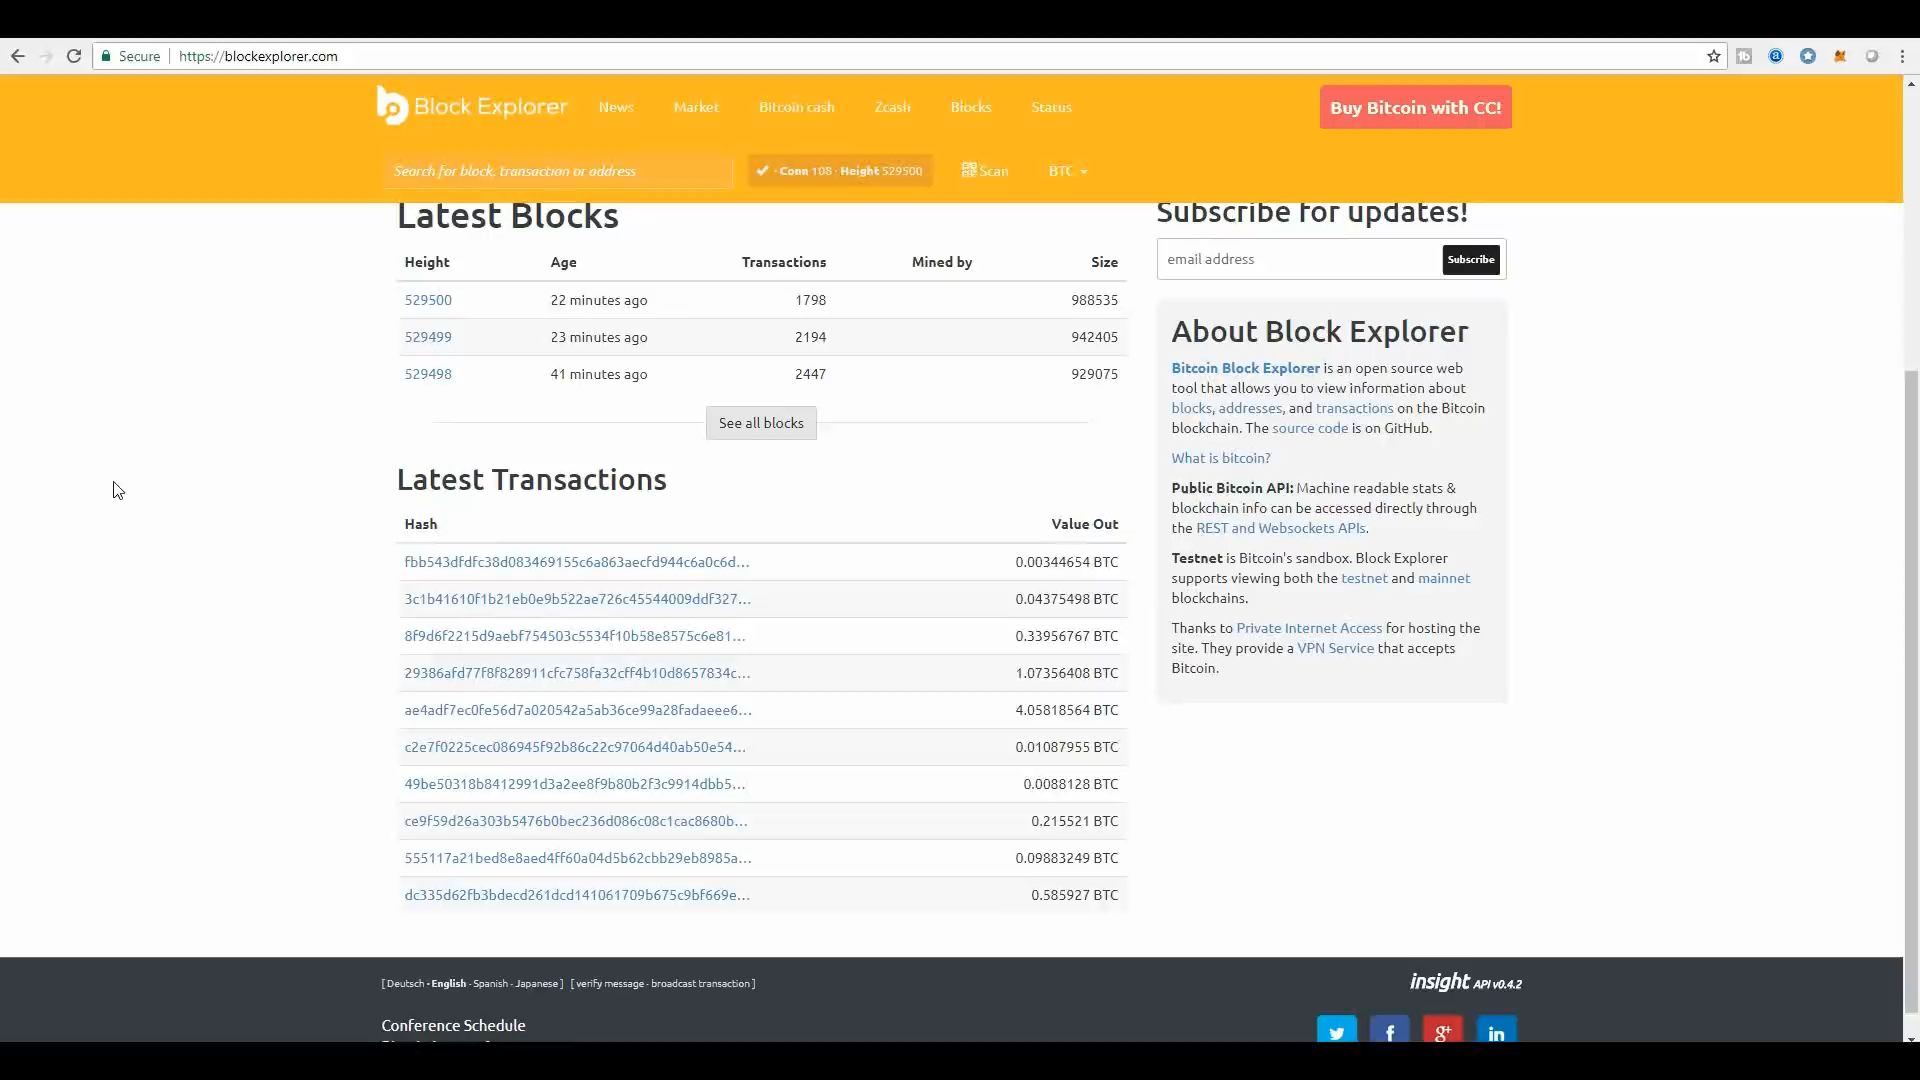 Secure https://blockexplorer.com
Block Explorer News Market Bitcoin cash Zcash Blocks Status Buy Bitcoin with CC!
Search for block, transaction or address · Conn 108 · Height 529500 Scan BTC
Latest Blocks
Height Age Transactions Mined by Size
529500 22 minutes ago 1798 988535
529499 23 minutes ago 2194 942405
529498 41 minutes ago 2447 929075
See all blocks
Latest Transactions
Hash Value Out
fbb543dfdfc38d083469155c6a863aecfd944c6a0c6d... 0.00344654 BTC
3c1b41610f1b21eb0e9b522ae726c45544009ddf327... 0.04375498 BTC
8f9d6f2215d9aebf754503c5534f10b58e8575c6e81... 0.33956767 BTC
29386afd77f8f828911cfc758fa32cff4b10d8657834c... 1.07356408 BTC
ae4adf7ec0fe56d7a020542a5ab36ce99a28fadaeee6... 4.05818564 BTC
c2e7f0225cec086945f92b86c22c97064d40ab50e54... 0.01087955 BTC
49be50318b8412991d3a2ee8f9b80b2f3c9914dbb5... 0.0088128 BTC
ce9f59d26a303b5476b0bec236d086c08c1cac8680b... 0.215521 BTC
555117a21bed8e8aed4ff60a04d5b62cbb29eb8985a... 0.09883249 BTC
dc335d62fb3bdecd261dcd141061709b675c9bf669e... 0.585927 BTC
Subscribe for updates!
email address Subscribe
About Block Explorer
Bitcoin Block Explorer is an open source web
tool that allows you to view information about
blocks, addresses, and transactions on the Bitcoin
blockchain. The source code is on GitHub.
What is bitcoin?
Public Bitcoin API: Machine readable stats &
blockchain info can be accessed directly through
the REST and Websockets APIs.
Testnet is Bitcoin's sandbox. Block Explorer
supports viewing both the testnet and mainnet
blockchains.
Thanks to Private Internet Access for hosting the
site. They provide a VPN Service that accepts
Bitcoin.
[ Deutsch - English - Spanish - Japanese ] [ verify message - broadcast transaction ]
insight API v0.4.2
Conference Schedule